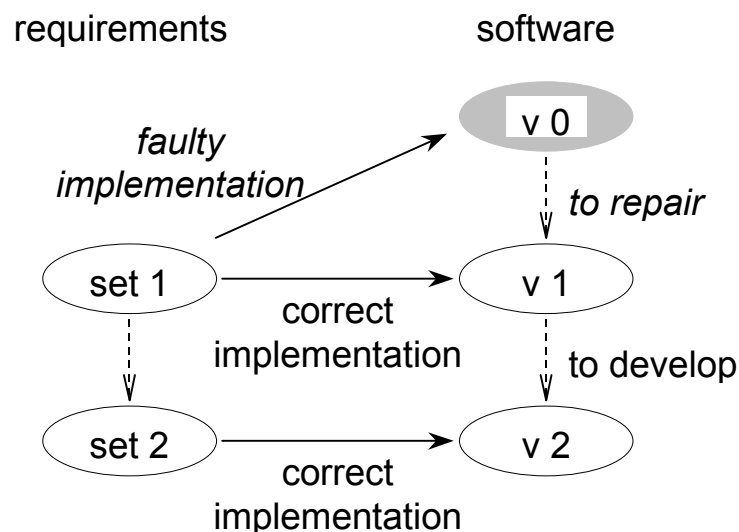 requirements
software
v 0
faulty
implementation
to repair
set 1
v 1
correct
implementation
to develop
set 2
v 2
correct
implementation